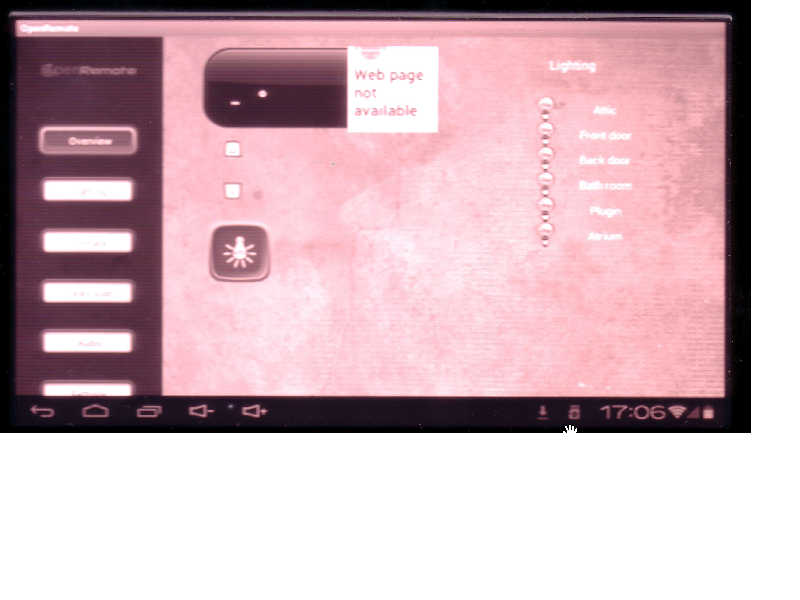 OpenRemote
OpenRemote
Overview
Audio
Web page
not
available
Lighting
Attic
Front door
Back door
Bath room
Plugin
Atrium
17:06